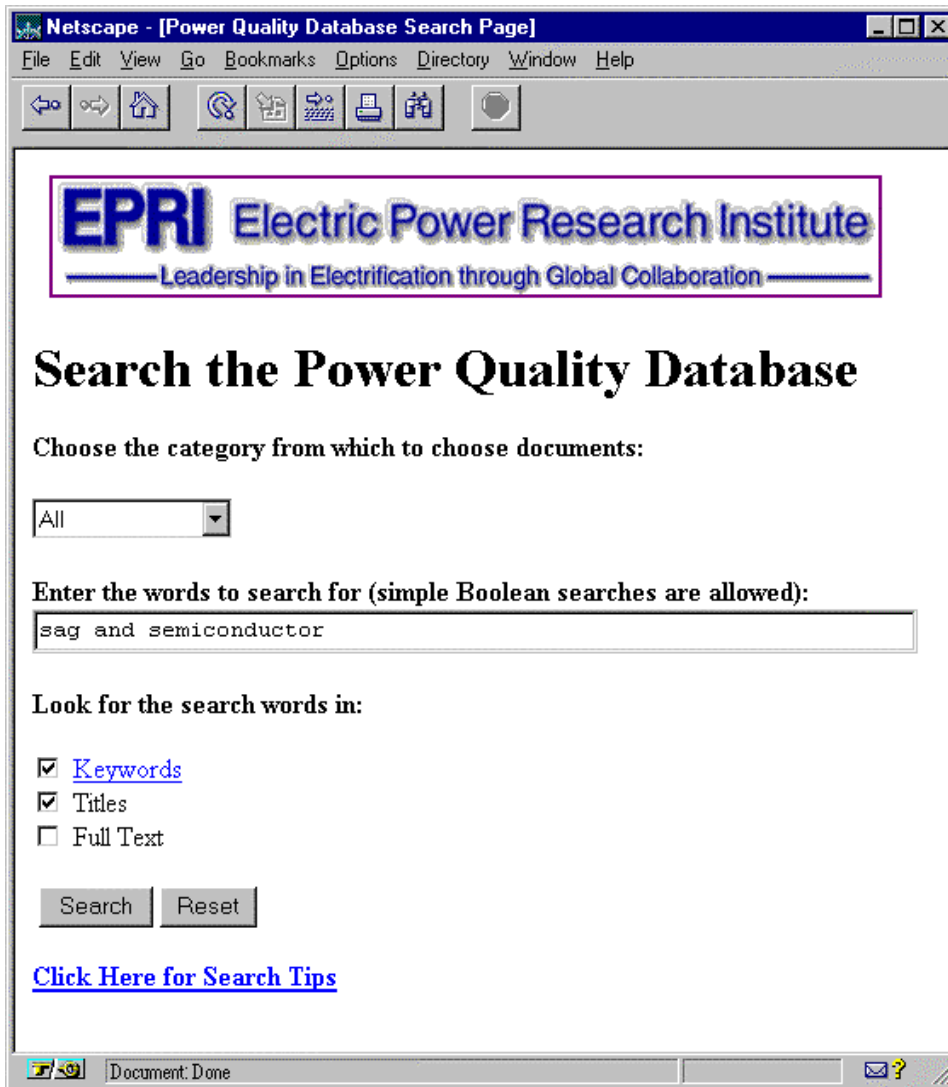 Netscape - [Power Quality Database Search Page]
File Edit View Go Bookmarks Options Directory Window Help
EPRI Electric Power Research Institute
Leadership in Electrification through Global Collaboration
Search the Power Quality Database
Choose the category from which to choose documents:
All
Enter the words to search for (simple Boolean searches are allowed):
sag and semiconductor
Look for the search words in:
Keywords
Titles
Full Text
Search Reset
Click Here for Search Tips
Document: Done